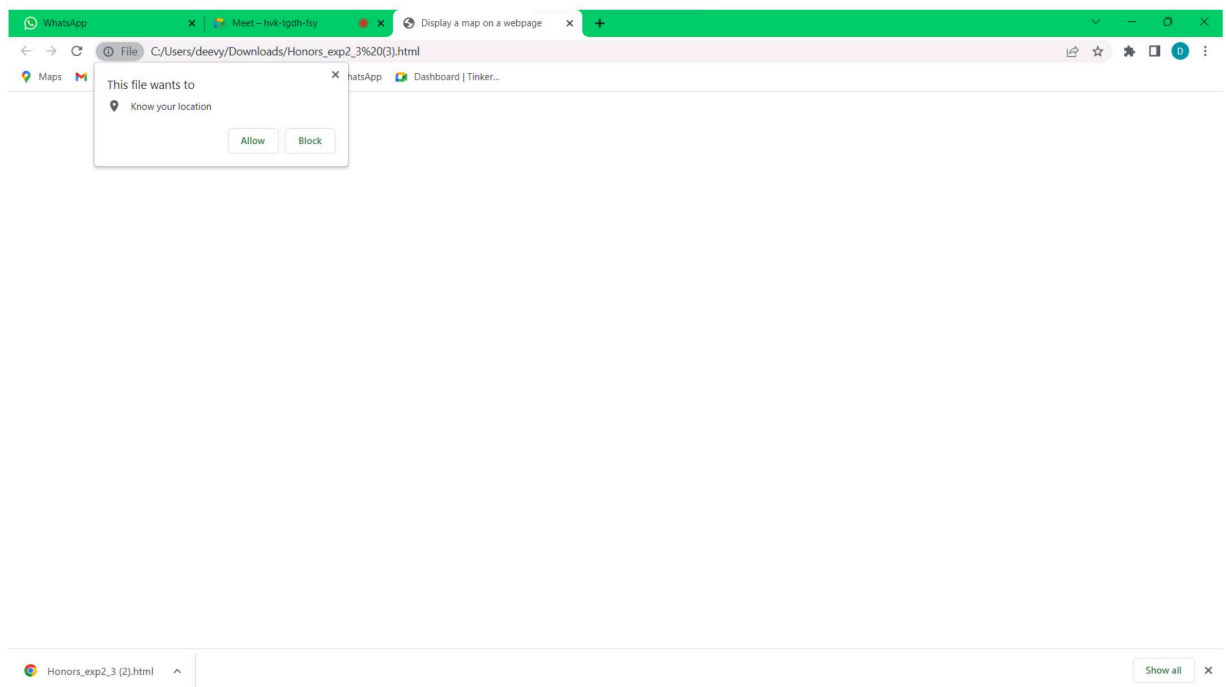 WhatsApp
Meet – hvk-tgdh-fsy
Display a map on a webpage
File C:/Users/deevy/Downloads/Honors_exp2_3%20(3).html
D
Maps
hatsApp
Dashboard | Tinker...
This file wants to
Know your location
Allow
Block
Honors_exp2_3 (2).html
Show all